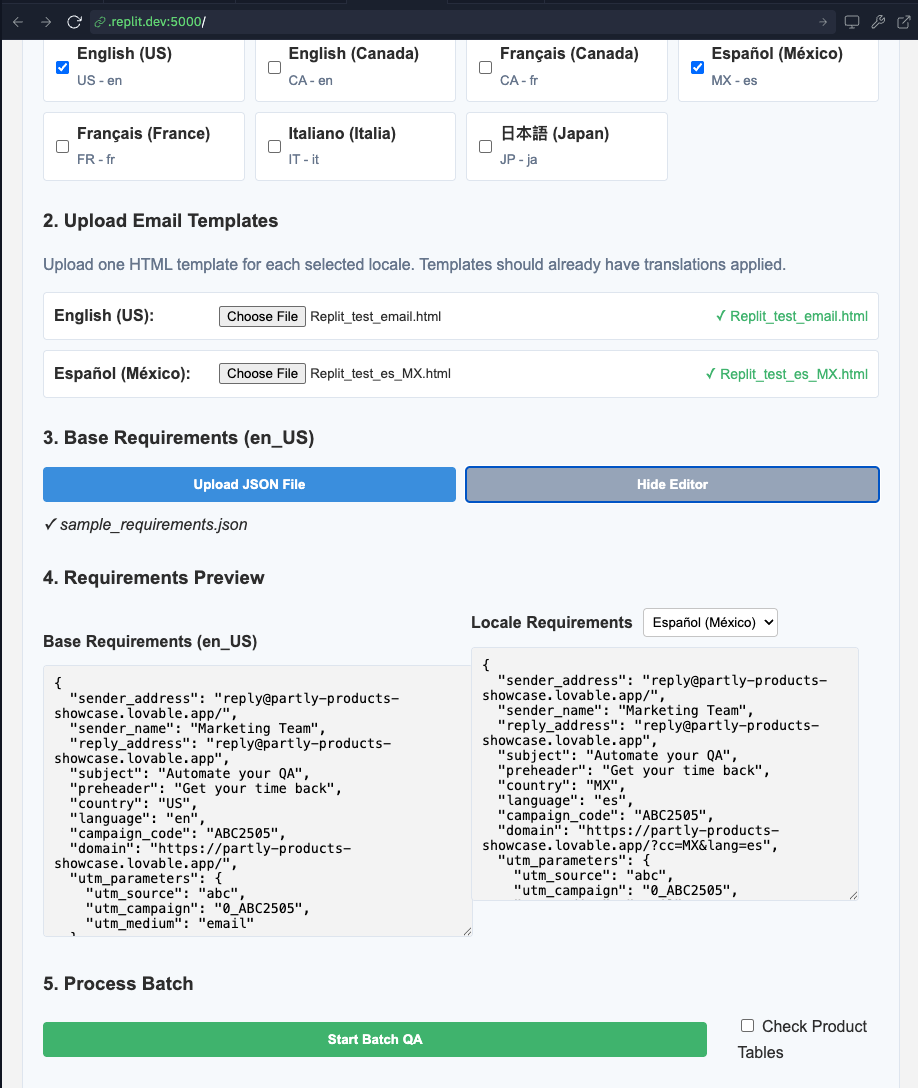 .replit.dev:5000/
English (US)
US - en
English (Canada)
CA - en
Français (Canada)
CA - fr
Español (México)
MX - es
Français (France)
FR - fr
Italiano (Italia)
IT - it
日本語 (Japan)
JP - ja
2. Upload Email Templates
Upload one HTML template for each selected locale. Templates should already have translations applied.
English (US): Choose File Replit_test_email.html ✓ Replit_test_email.html
Español (México): Choose File Replit_test_es_MX.html ✓ Replit_test_es_MX.html
3. Base Requirements (en_US)
Upload JSON File Hide Editor
✓ sample_requirements.json
4. Requirements Preview
Base Requirements (en_US)
{
"sender_address": "reply@partly-products-
showcase.lovable.app/",
"sender_name": "Marketing Team",
"reply_address": "reply@partly-products-
showcase.lovable.app",
"subject": "Automate your QA",
"preheader": "Get your time back",
"country": "US",
"language": "en",
"campaign_code": "ABC2505",
"domain": "https://partly-products-
showcase.lovable.app/",
"utm_parameters": {
"utm_source": "abc",
"utm_campaign": "0_ABC2505",
"utm_medium": "email"
Locale Requirements Español (México)
{
"sender_address": "reply@partly-products-
showcase.lovable.app/",
"sender_name": "Marketing Team",
"reply_address": "reply@partly-products-
showcase.lovable.app",
"subject": "Automate your QA",
"preheader": "Get your time back",
"country": "MX",
"language": "es",
"campaign_code": "ABC2505",
"domain": "https://partly-products-
showcase.lovable.app/?cc=MX&lang=es",
"utm_parameters": {
"utm_source": "abc",
"utm_campaign": "0_ABC2505",
5. Process Batch
Start Batch QA
Check Product
Tables